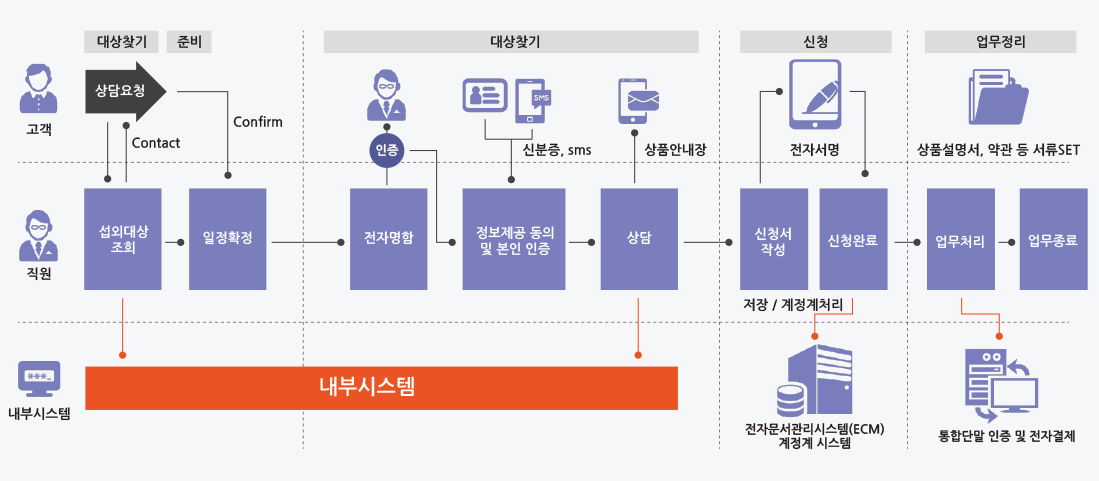 대상찾기
준비
대상찾기
신청
업무정리
고객
상담요청
Contact
Confirm
인증
신분증, sms
SMS
상품안내장
전자서명
상품설명서, 약관 등 서류SET
직원
섭외대상
조회
일정확정
전자명함
정보제공 동의
및 본인 인증
상담
신청서
작성
신청완료
업무처리
업무종료
저장 / 계정계처리
내부시스템
***_
내부시스템
전자문서관리시스템(ECM)
계정계 시스템
통합단말 인증 및 전자결제